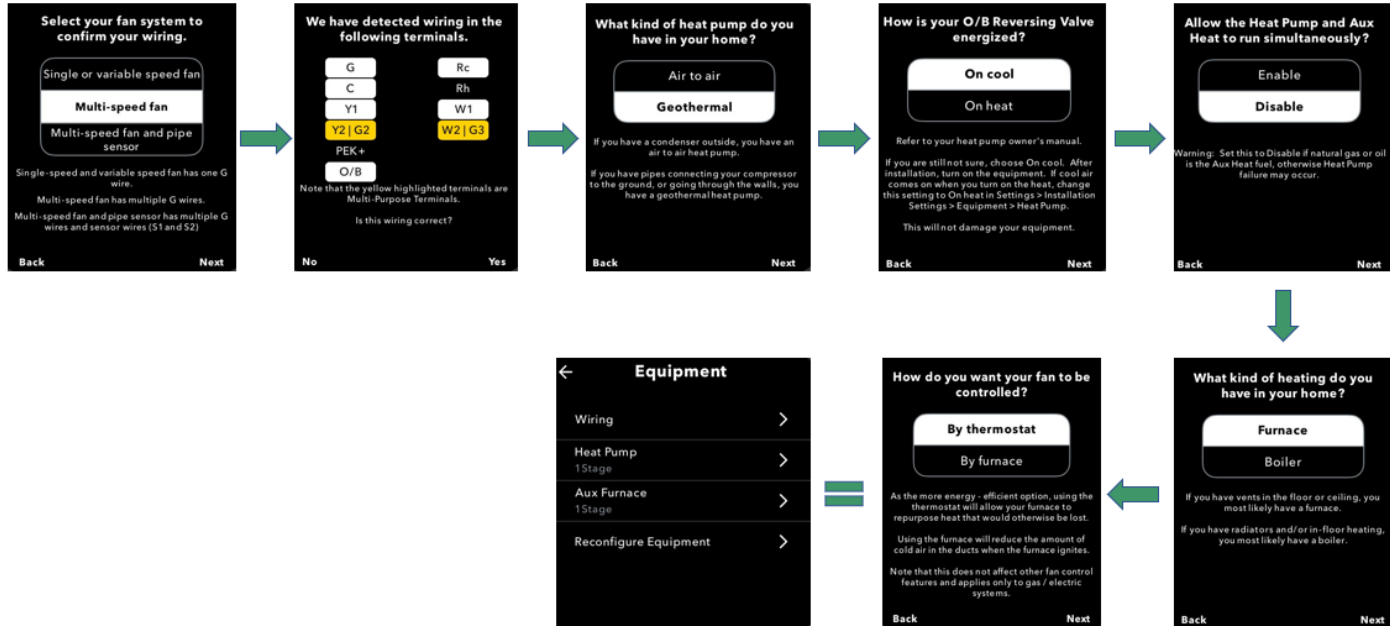 Select your fan system to
confirm your wiring.
Single or variable speed fan
Multi-speed fan
Multi-speed fan and pipe
sensor
Single-speed and variable speed fan has one G
wire.
Multi-speed fan has multiple G wires.
Multi-speed fan and pipe sensor has multiple G
wires and sensor wires (S1 and S2)
Back
Next
We have detected wiring in the
following terminals.
G
Rc
C
Rh
Y1
W1
Y2 | G2
W2 | G3
PEK+
O/B
Note that the yellow highlighted terminals are
Multi-Purpose Terminals.
Is this wiring correct?
No
Yes
What kind of heat pump do you
have in your home?
Air to air
Geothermal
If you have a condenser outside, you have an
air to air heat pump.
If you have pipes connecting your compressor
to the ground, or going through the walls, you
have a geothermal heat pump.
Back
Next
How is your O/B Reversing Valve
energized?
On cool
On heat
Refer to your heat pump owner's manual.
If you are still not sure, choose On cool. After
installation, turn on the equipment. If cool air
comes on when you turn on the heat, change
this setting to On heat in Settings > Installation
Settings > Equipment > Heat Pump.
This will not damage your equipment.
Back
Next
Allow the Heat Pump and Aux
Heat to run simultaneously?
Enable
Disable
Warning: Set this to Disable if natural gas or oil
is the Aux Heat fuel, otherwise Heat Pump
failure may occur.
Back
Next
What kind of heating do you
have in your home?
Furnace
Boiler
If you have vents in the floor or ceiling, you
most likely have a furnace.
If you have radiators and/or in-floor heating,
you most likely have a boiler.
Back
Next
How do you want your fan to be
controlled?
By thermostat
By furnace
As the more energy - efficient option, using the
thermostat will allow your furnace to
repurpose heat that would otherwise be lost.
Using the furnace will reduce the amount of
cold air in the ducts when the furnace ignites.
Note that this does not affect other fan control
features and applies only to gas / electric
systems.
Back
Next
Equipment
Wiring
Heat Pump
1 Stage
Aux Furnace
1 Stage
Reconfigure Equipment